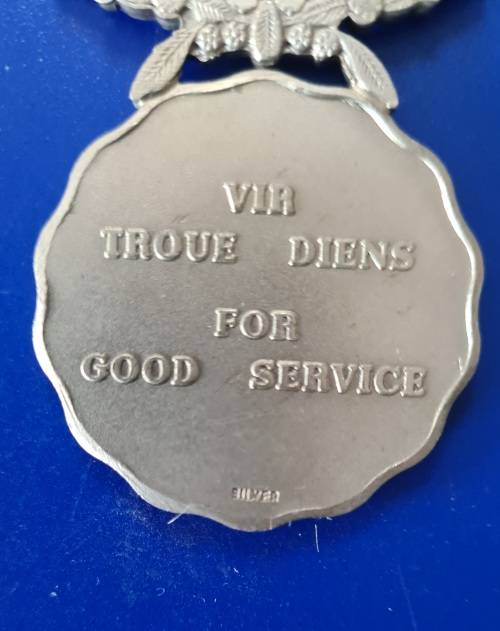 VIR
TROUE DIENS
FOR
GOOD SERVICE
SILVER